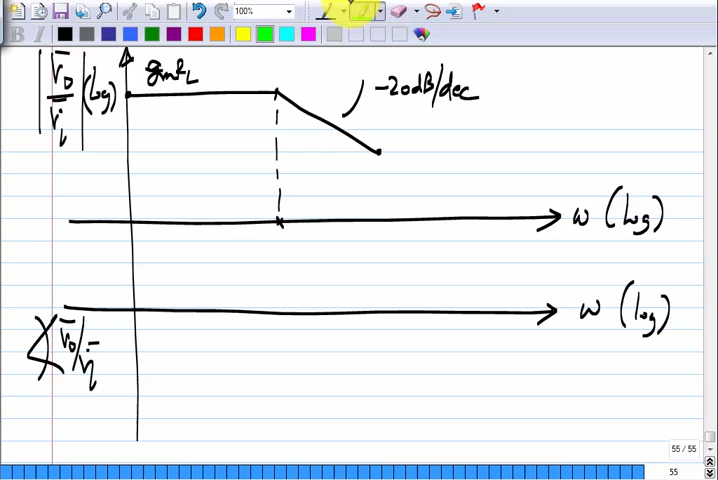 100%
B I
| V̄o / V̄i | (log)
gmRL
-20dB/dec
ω (log)
ω (log)
∠ V̄o/V̄i
55 / 55
55